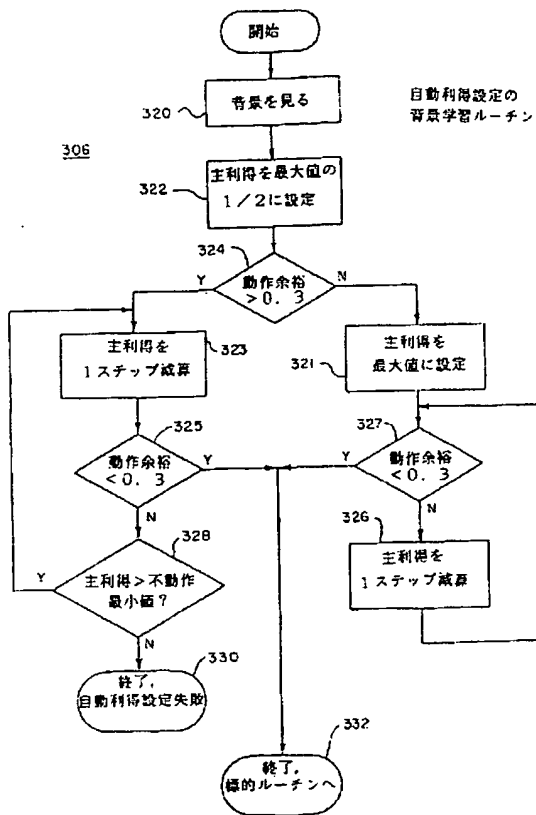 開始
背景を見る
320
自動利得設定の
背景学習ルーチン
306
主利得を最大値の
1/2に設定
322
324
動作余裕
>0.3
Y
N
主利得を
1ステップ減算
323
主利得を
最大値に設定
321
325
動作余裕
<0.3
Y
N
327
動作余裕
<0.3
Y
N
328
主利得>不動作
最小値?
Y
N
326
主利得を
1ステップ減算
330
終了,
自動利得設定失敗
332
終了,
標的ルーチンへ